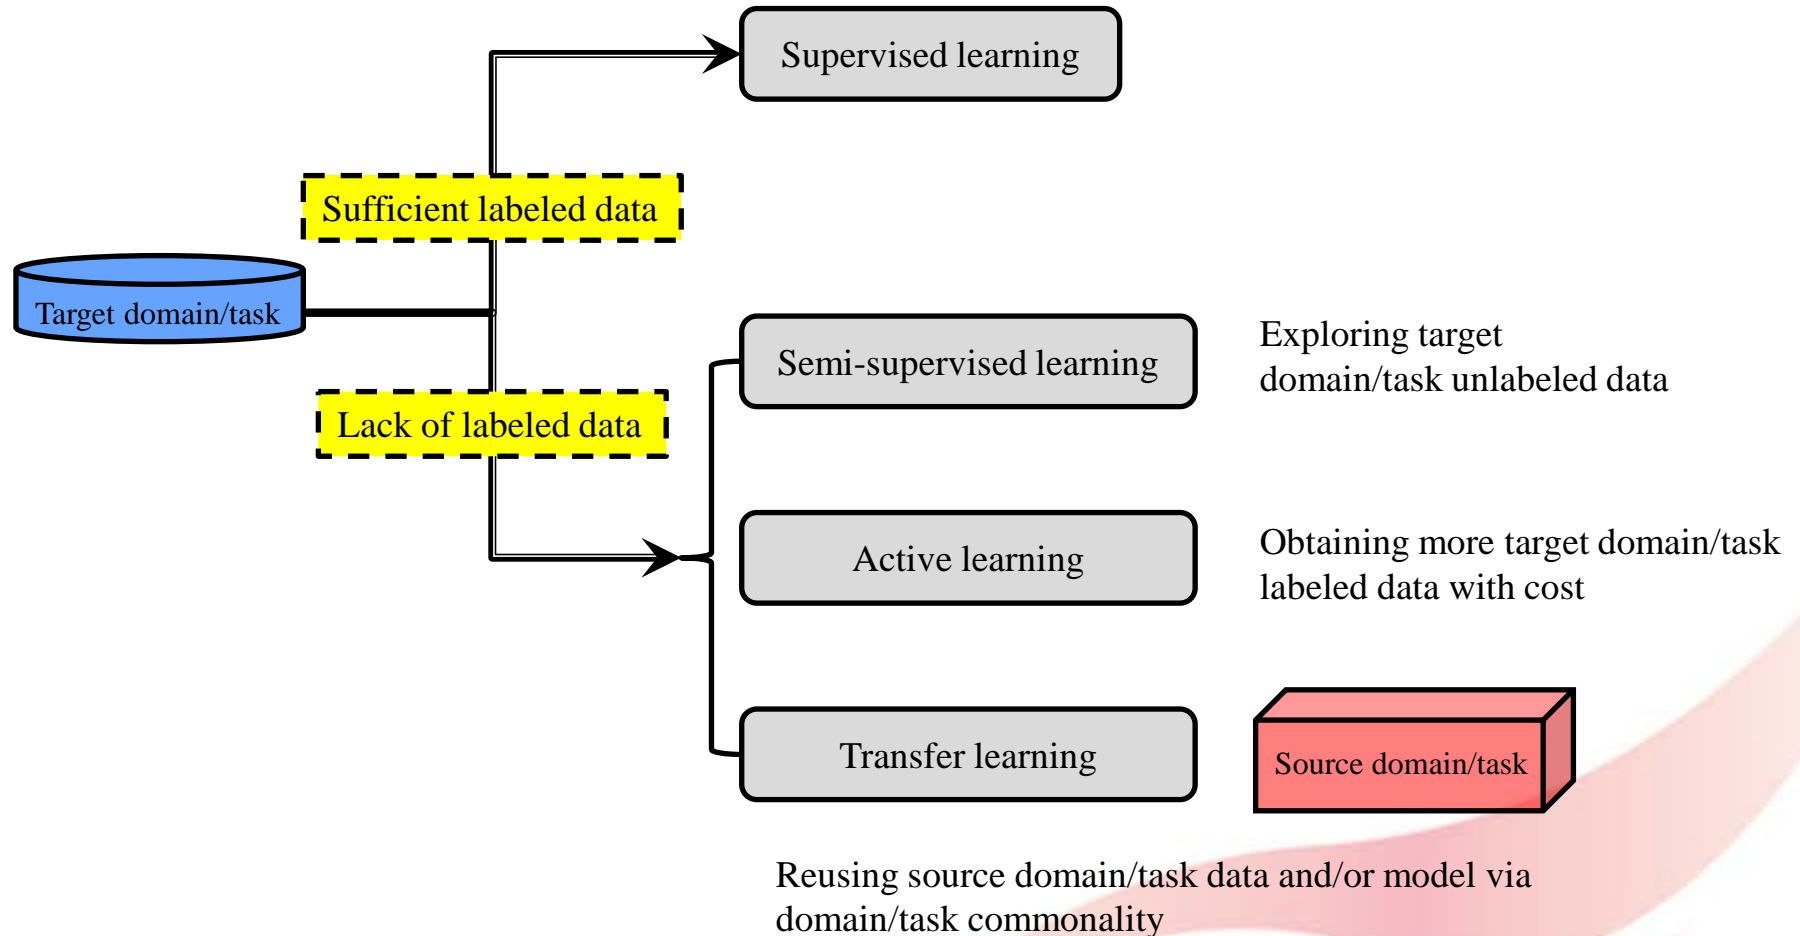 Supervised learning
Sufficient labeled data
Target domain/task
Semi-supervised learning
Exploring target
domain/task unlabeled data
Lack of labeled data
Active learning
Obtaining more target domain/task
labeled data with cost
Transfer learning
Source domain/task
Reusing source domain/task data and/or model via
domain/task commonality